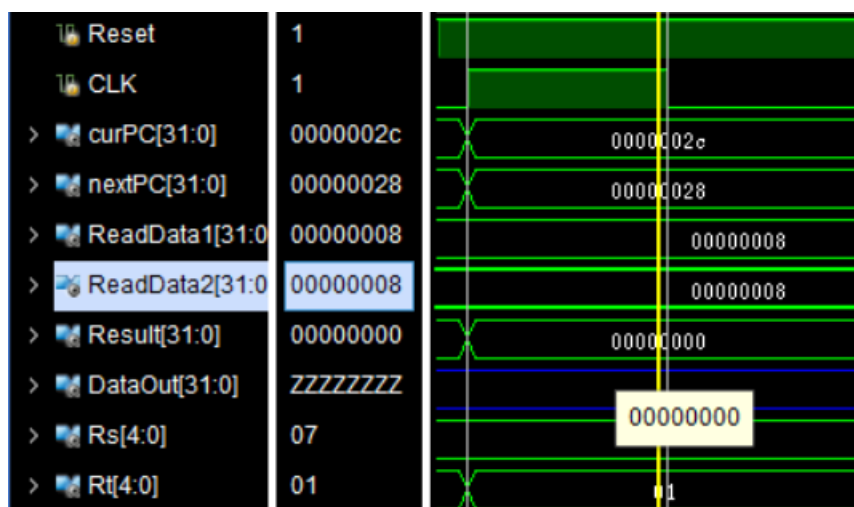 Reset 1
CLK 1
curPC[31:0] 0000002c 0000002c
nextPC[31:0] 00000028 00000028
ReadData1[31:0 00000008 00000008
ReadData2[31:0 00000008 00000008
Result[31:0] 00000000 00000000
DataOut[31:0] ZZZZZZZZ
00000000
Rs[4:0] 07
Rt[4:0] 01 01